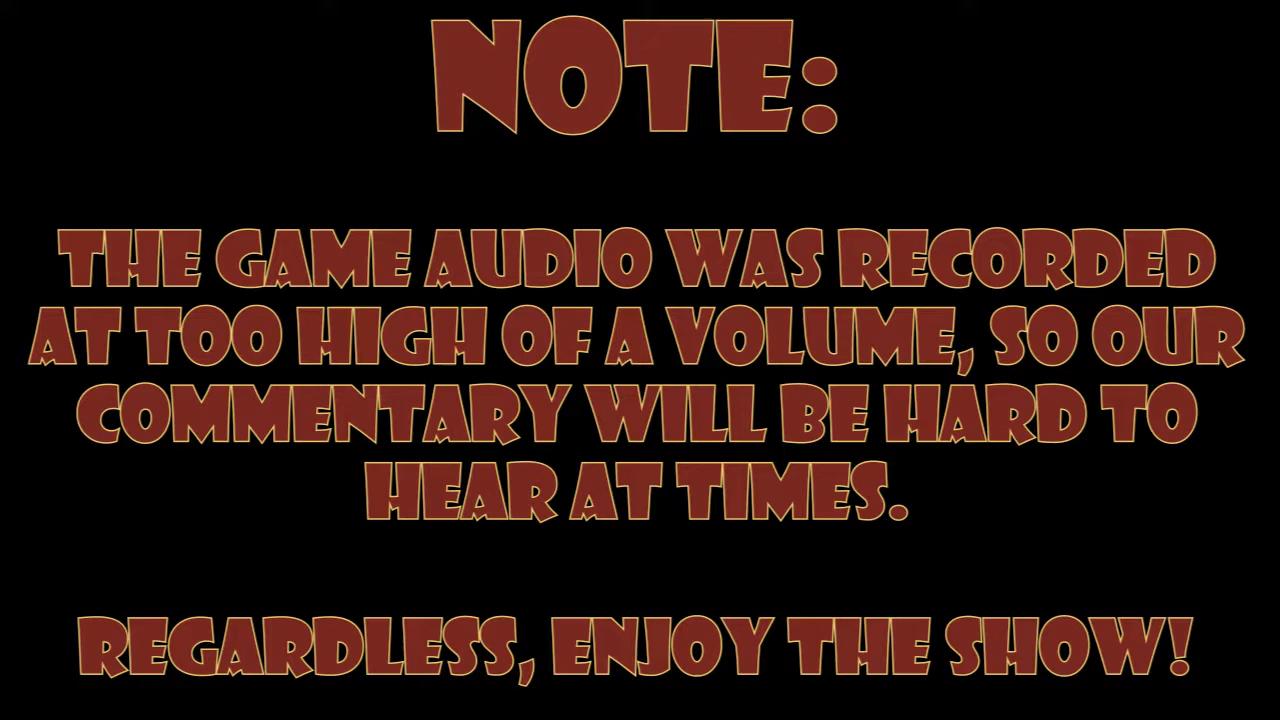 NOTE:
THE GAME AUDIO WAS RECORDED
AT TOO HIGH OF A VOLUME, SO OUR
COMMENTARY WILL BE HARD TO
HEAR AT TIMES.
REGARDLESS, ENJOY THE SHOW!